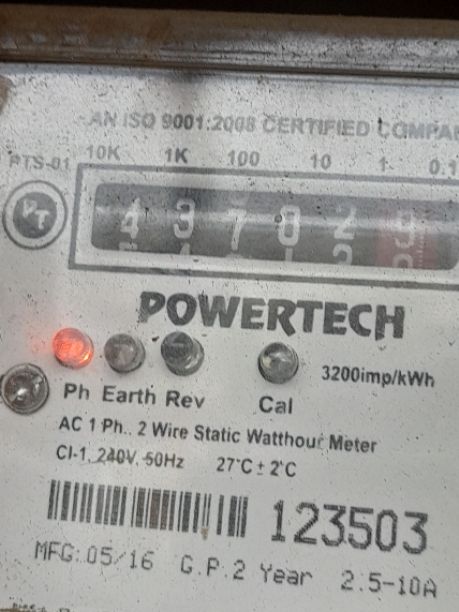 AN ISO 9001:2008 CERTIFIED COMPA
PTS-01 10K 1K 100 10 1 0.1
PT
4 3 7 8 2 9
POWERTECH
3200imp/kWh
Ph Earth Rev Cal
AC 1 Ph.. 2 Wire Static Watthour Meter
Cl-1, 240V, 50Hz 27°C ± 2°C
123503
MFG:05/16 G.P.2 Year 2.5-10A